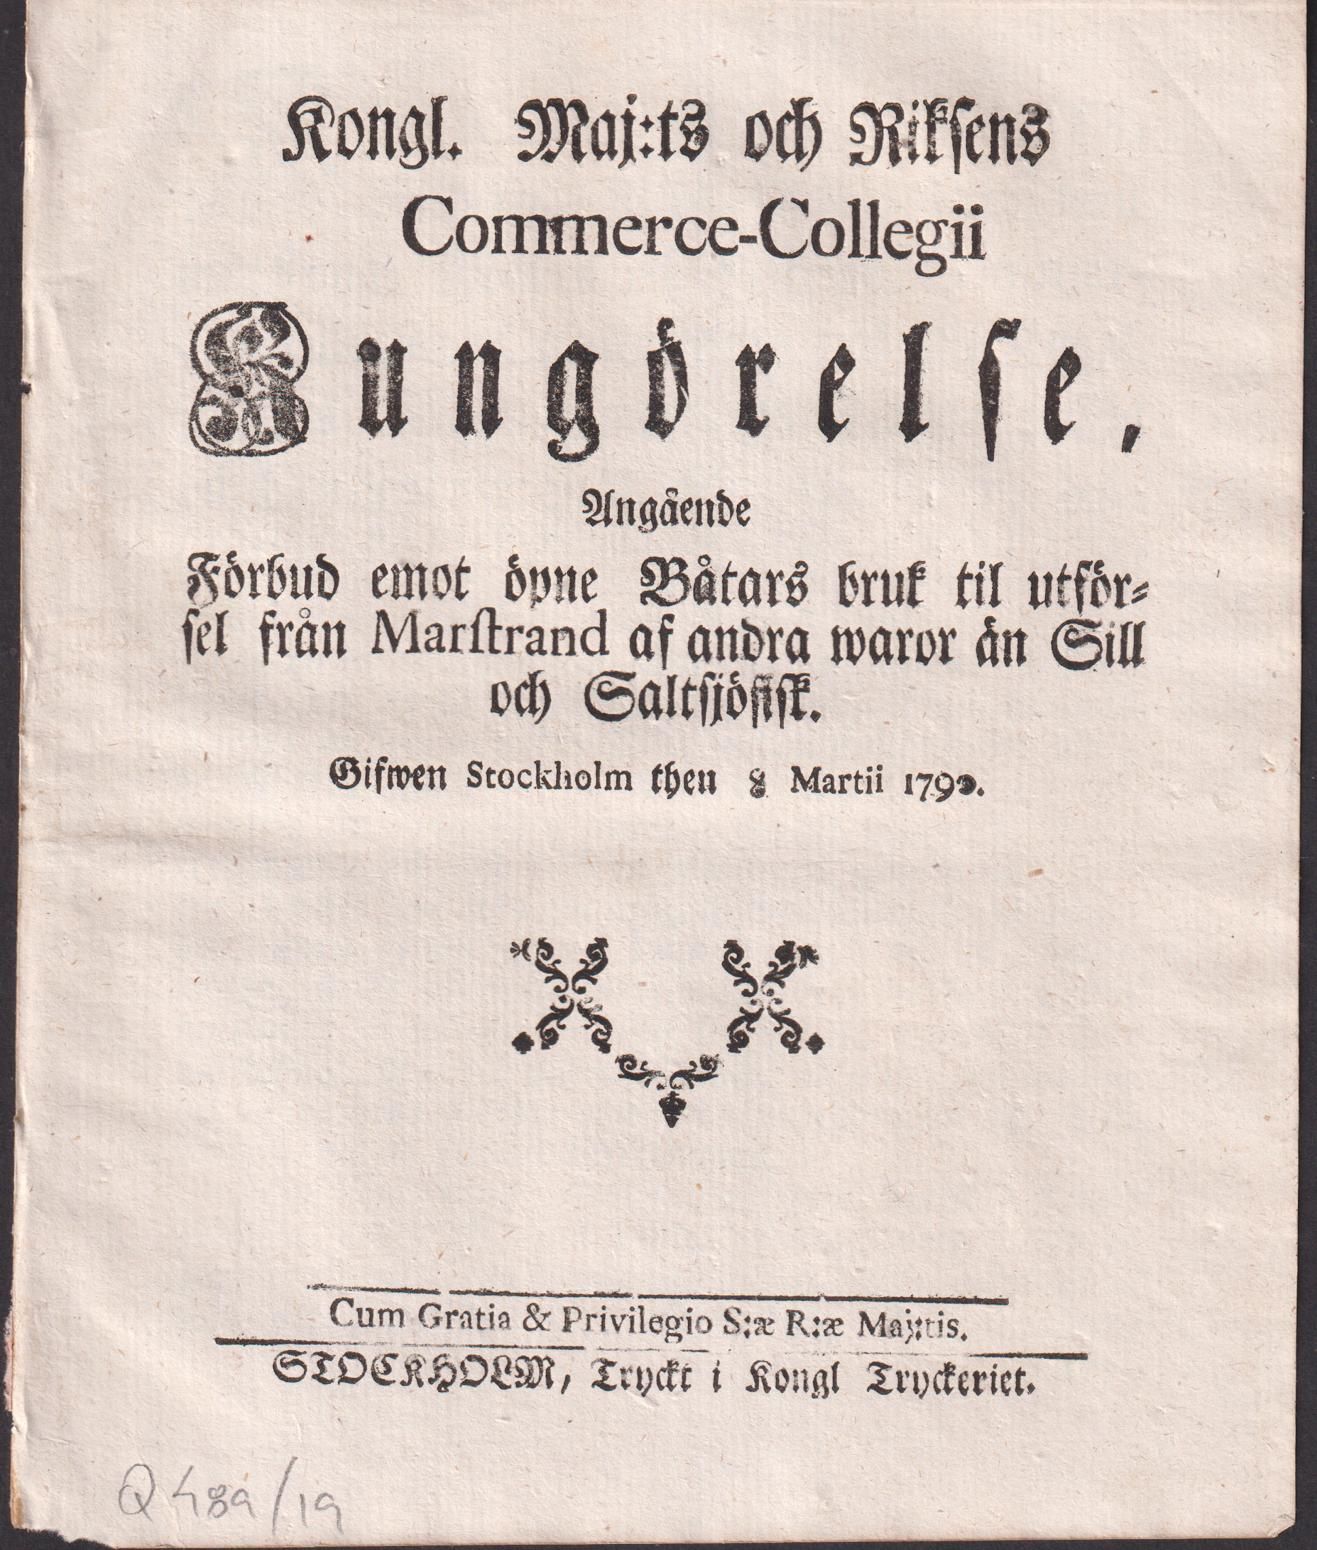 Kongl. Maj:ts och Riksens
Commerce-Collegii
Kungörelse,
Angående
Förbud emot öpne Båtars bruk til utför-
sel från Marstrand af andra waror än Sill
och Saltsjöfisk.
Gifwen Stockholm then 8 Martii 1790.
Cum Gratia & Privilegio S:æ R:æ Maj:tis.
STOCKHOLM, Tryckt i Kongl Tryckeriet.
Q 489/19